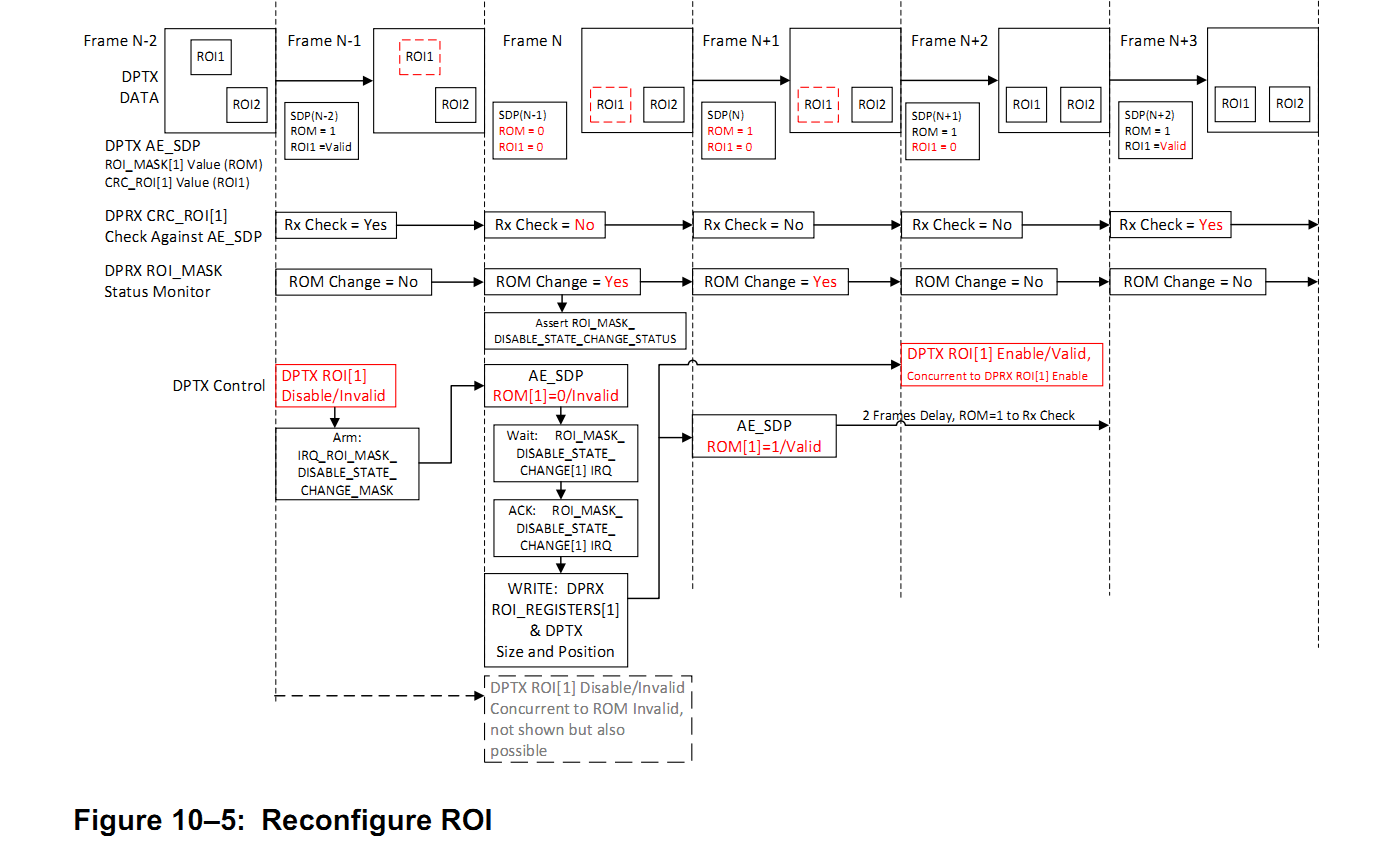 Frame N-2
Frame N-1
Frame N
Frame N+1
Frame N+2
Frame N+3
DPTX
DATA
ROI1
ROI2
ROI1
ROI2
ROI1
ROI2
ROI1
ROI2
ROI1
ROI2
ROI1
ROI2
SDP(N-2)
ROM = 1
ROI1 =Valid
SDP(N-1)
ROM = 0
ROI1 = 0
SDP(N)
ROM = 1
ROI1 = 0
SDP(N+1)
ROM = 1
ROI1 = 0
SDP(N+2)
ROM = 1
ROI1 =Valid
DPTX AE_SDP
ROI_MASK[1] Value (ROM)
CRC_ROI[1] Value (ROI1)
DPRX CRC_ROI[1]
Check Against AE_SDP
Rx Check = Yes
Rx Check = No
Rx Check = No
Rx Check = No
Rx Check = Yes
DPRX ROI_MASK
Status Monitor
ROM Change = No
ROM Change = Yes
ROM Change = Yes
ROM Change = No
ROM Change = No
Assert ROI_MASK_
DISABLE_STATE_CHANGE_STATUS
DPTX Control
DPTX ROI[1]
Disable/Invalid
Arm:
IRQ_ROI_MASK_
DISABLE_STATE_
CHANGE_MASK
AE_SDP
ROM[1]=0/Invalid
Wait: ROI_MASK_
DISABLE_STATE_
CHANGE[1] IRQ
ACK: ROI_MASK_
DISABLE_STATE_
CHANGE[1] IRQ
WRITE: DPRX
ROI_REGISTERS[1]
& DPTX
Size and Position
AE_SDP
ROM[1]=1/Valid
DPTX ROI[1] Enable/Valid,
Concurrent to DPRX ROI[1] Enable
2 Frames Delay, ROM=1 to Rx Check
DPTX ROI[1] Disable/Invalid
Concurrent to ROM Invalid,
not shown but also
possible
Figure 10–5: Reconfigure ROI